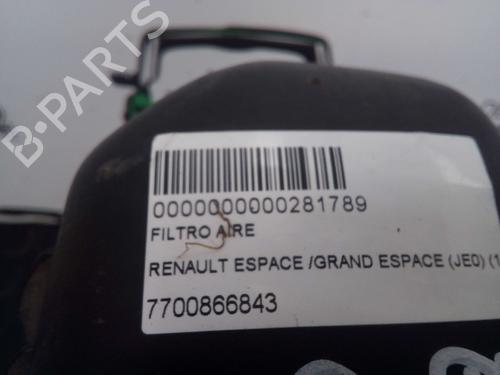 B-PARTS
0000000000281789
FILTRO AIRE
RENAULT ESPACE /GRAND ESPACE (JE0) (1
7700866843